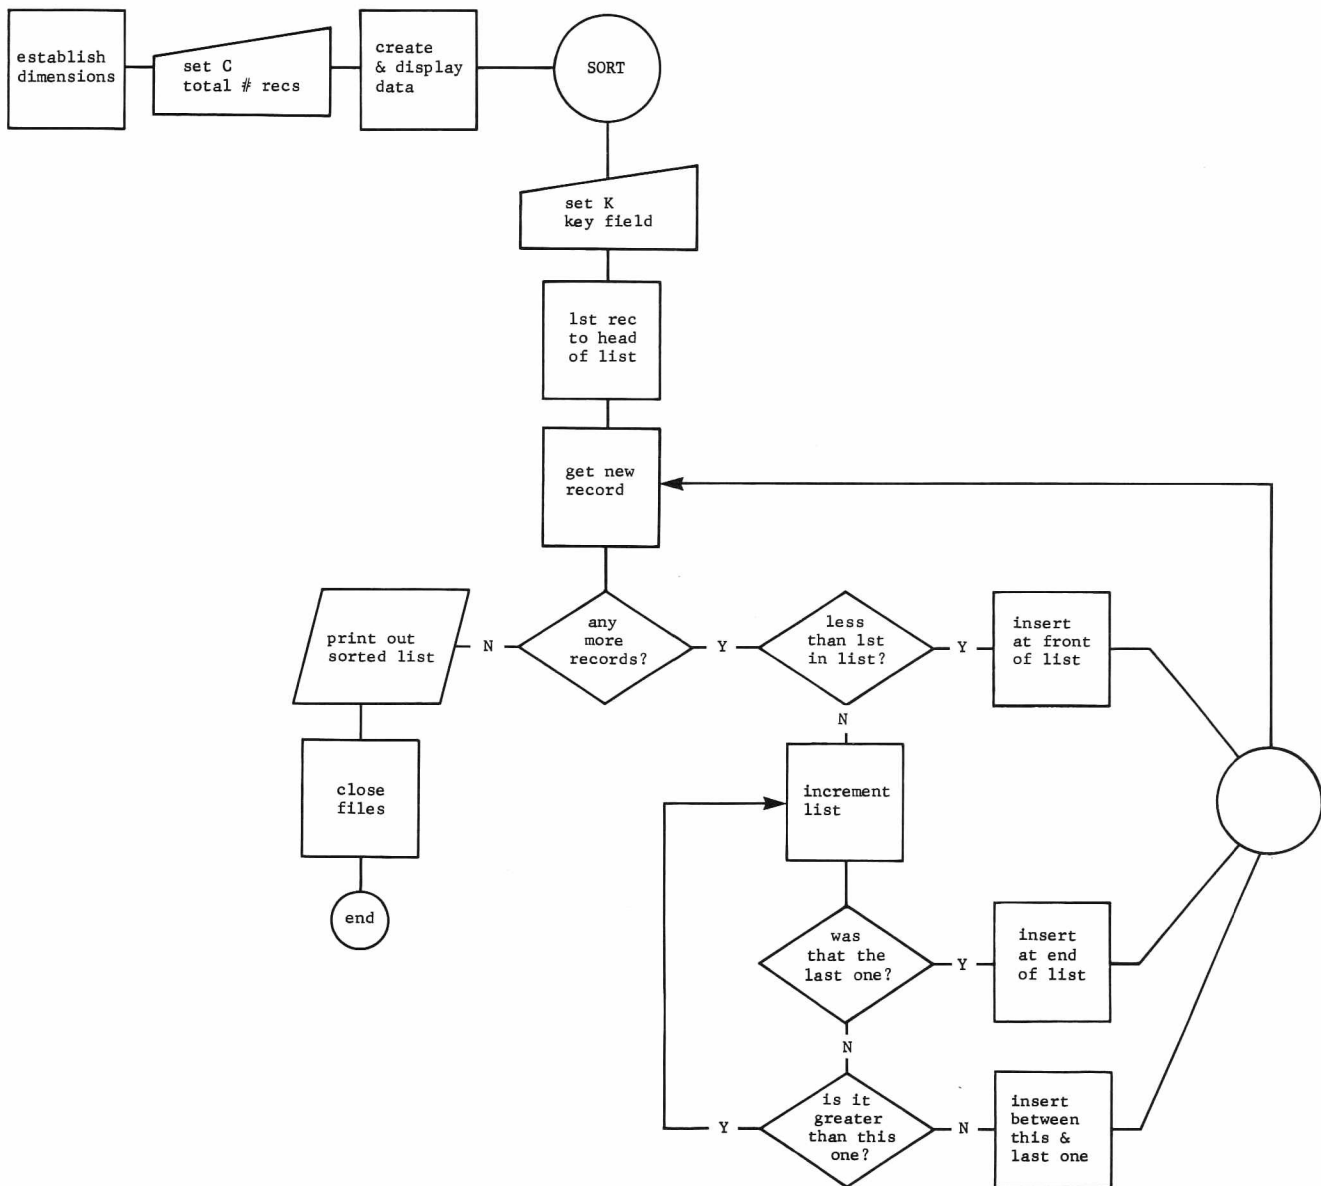 establish
dimensions
set C
total # recs
create
& display
data
SORT
set K
key field
1st rec
to head
of list
get new
record
any
more
records?
N
print out
sorted list
close
files
end
Y
less
than 1st
in list?
Y
insert
at front
of list
N
increment
list
was
that the
last one?
Y
insert
at end
of list
N
is it
greater
than this
one?
Y
N
insert
between
this &
last one